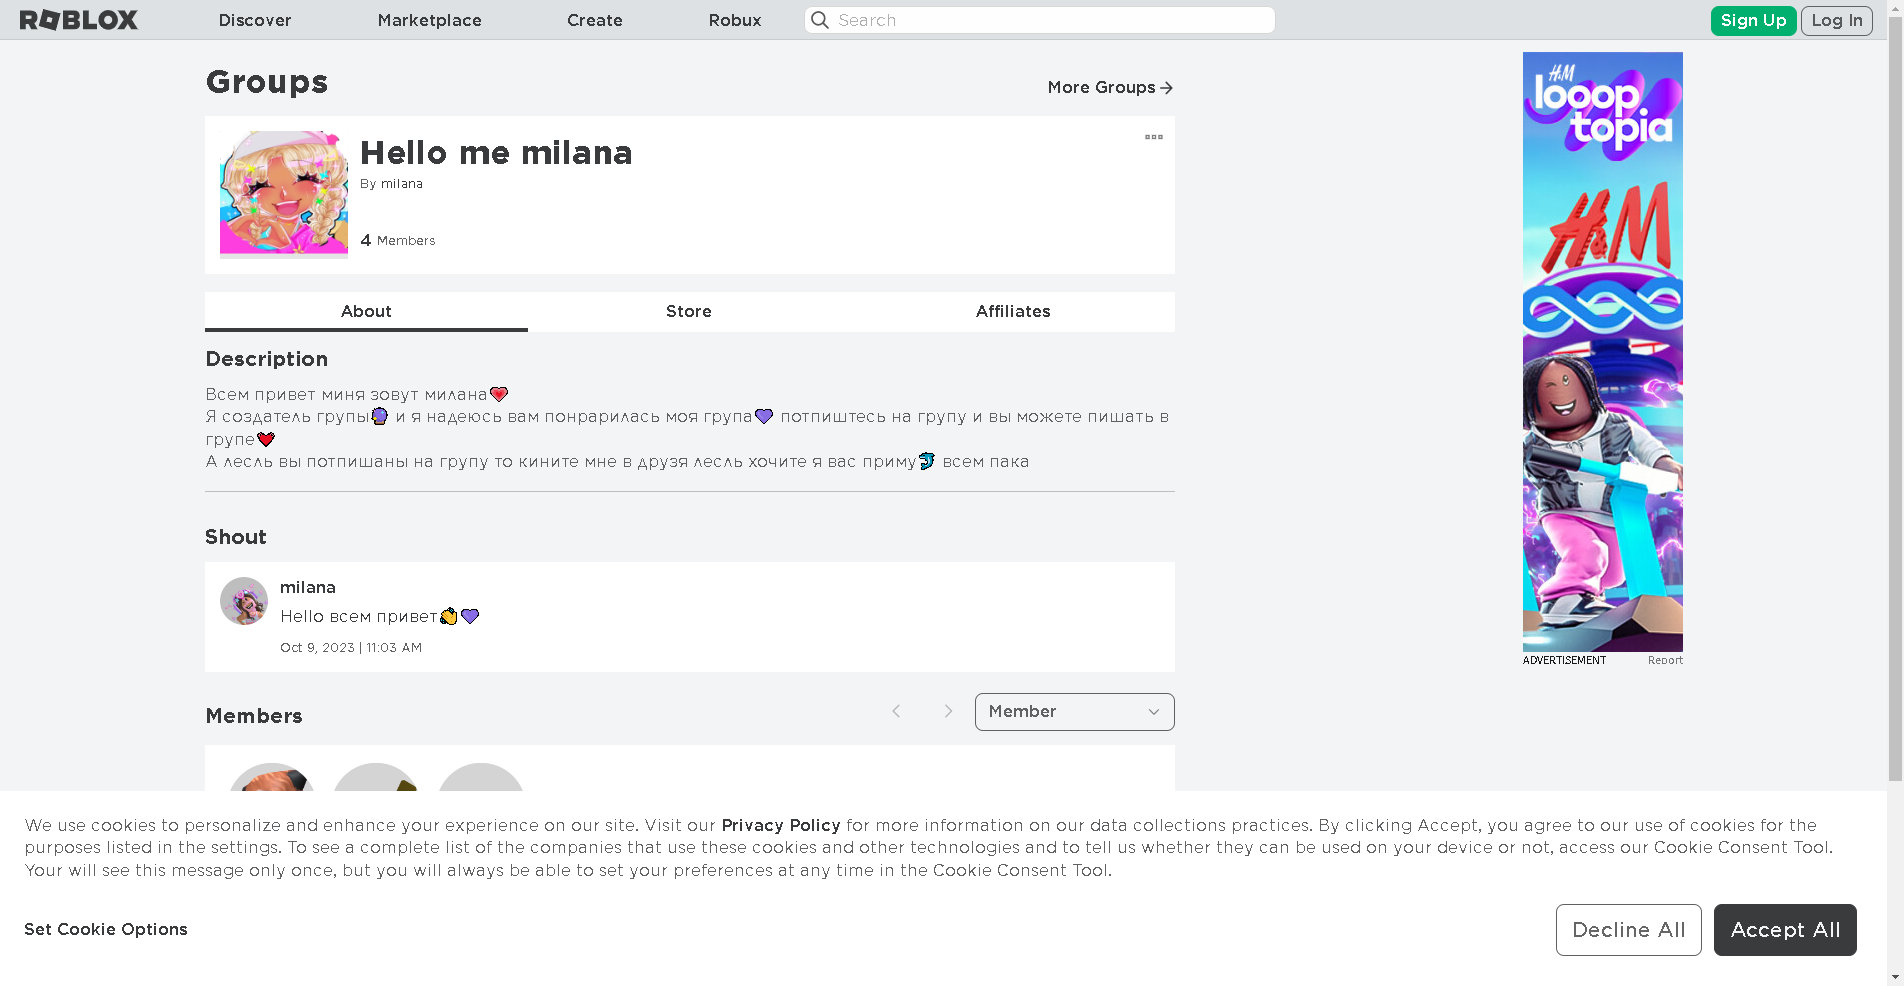 ROBLOX Discover Marketplace Create Robux Search Sign Up Log In
Groups
More Groups
Hello me milana
By milana
4 Members
About Store Affiliates
Description
Всем привет миня зовут милана❤️
Я создатель групы🔮 и я надеюсь вам понрарилась моя група💜 потпиштесь на групу и вы можете пишать в
групе❤️
А лесль вы потпишаны на групу то кините мне в друзя лесль хочите я вас приму🐬 всем пака
Shout
milana
Hello всем привет👏💜
Oct 9, 2023 | 11:03 AM
Members
Member
H&M
looop
topia
H&M
ADVERTISEMENT Report
We use cookies to personalize and enhance your experience on our site. Visit our Privacy Policy for more information on our data collections practices. By clicking Accept, you agree to our use of cookies for the
purposes listed in the settings. To see a complete list of the companies that use these cookies and other technologies and to tell us whether they can be used on your device or not, access our Cookie Consent Tool.
Your will see this message only once, but you will always be able to set your preferences at any time in the Cookie Consent Tool.
Set Cookie Options
Decline All Accept All